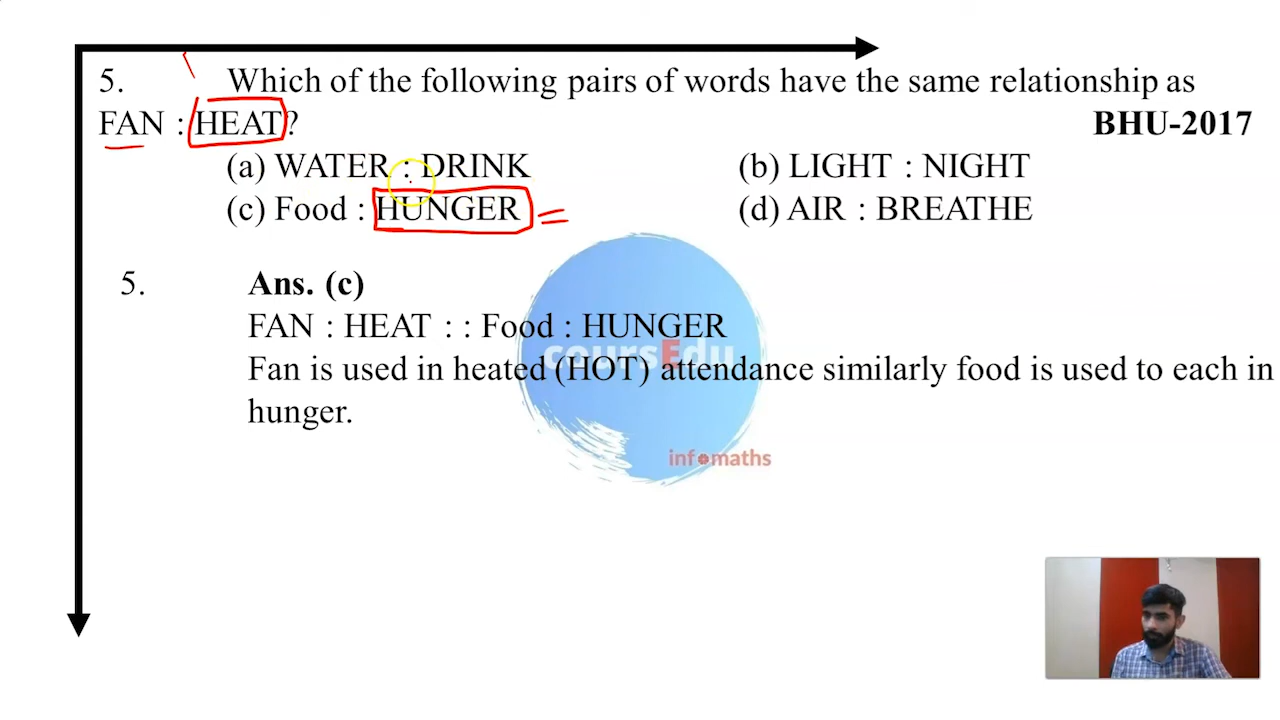 5. Which of the following pairs of words have the same relationship as
FAN : HEAT? BHU-2017
(a) WATER : DRINK (b) LIGHT : NIGHT
(c) Food : HUNGER (d) AIR : BREATHE
5. Ans. (c)
FAN : HEAT : : Food : HUNGER
coursEdu
Fan is used in heated (HOT) attendance similarly food is used to each in
hunger.
infomaths